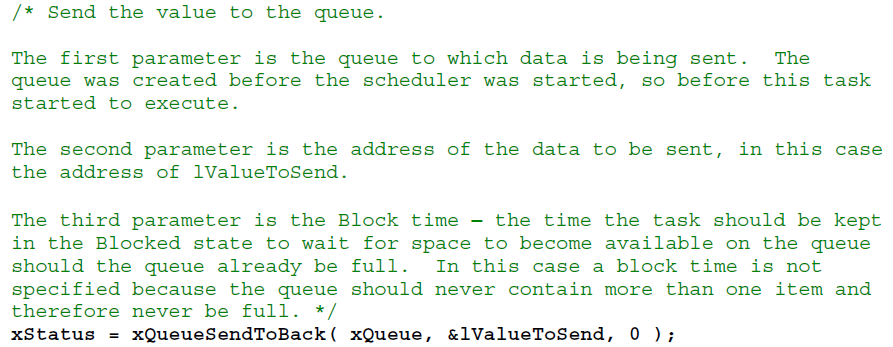 /* Send the value to the queue.
The first parameter is the queue to which data is being sent.  The
queue was created before the scheduler was started, so before this task
started to execute.
The second parameter is the address of the data to be sent, in this case
the address of lValueToSend.
The third parameter is the Block time – the time the task should be kept
in the Blocked state to wait for space to become available on the queue
should the queue already be full.  In this case a block time is not
specified because the queue should never contain more than one item and
therefore never be full. */
xStatus = xQueueSendToBack( xQueue, &lValueToSend, 0 );